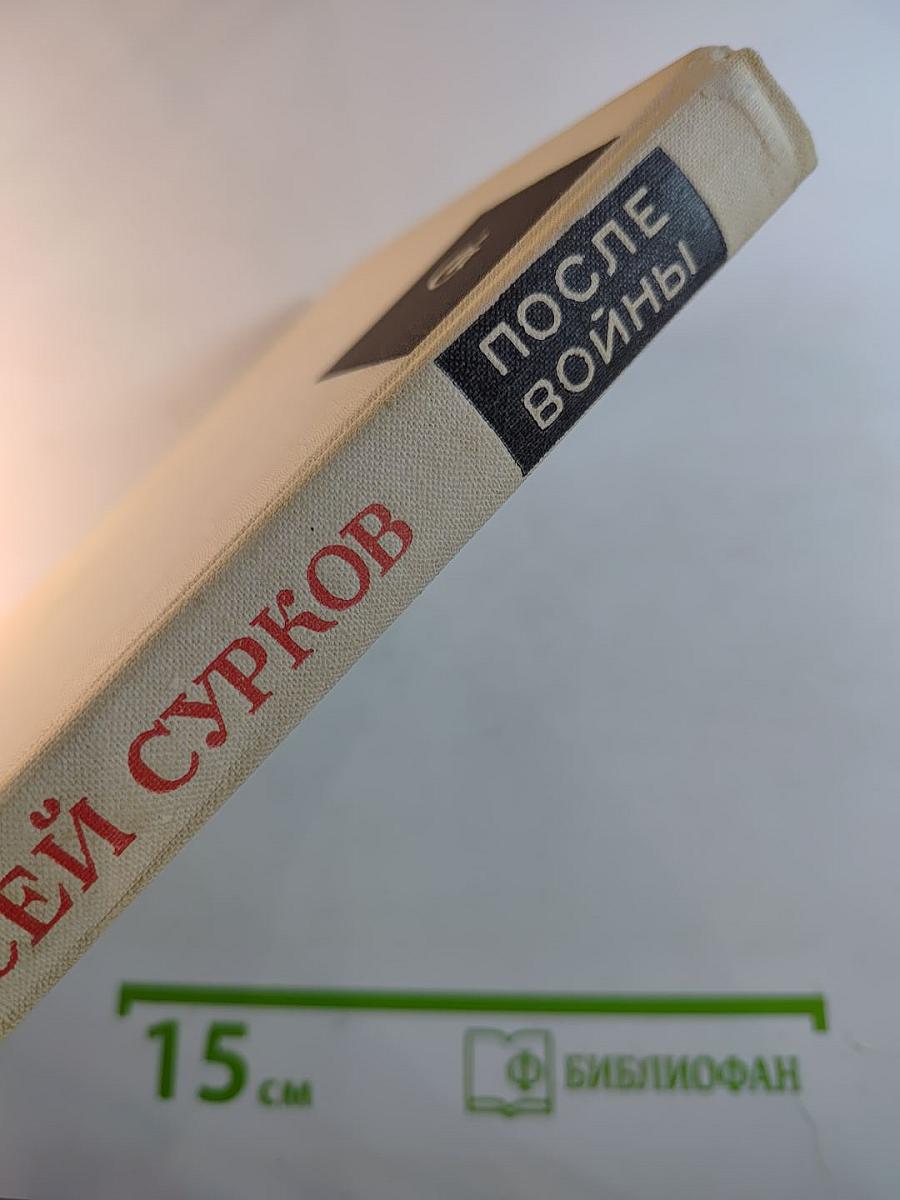 ПОСЛЕ
ВОЙНЫ
СЕЙ СУРКОВ
15 см
Ф БИБЛИОФАН